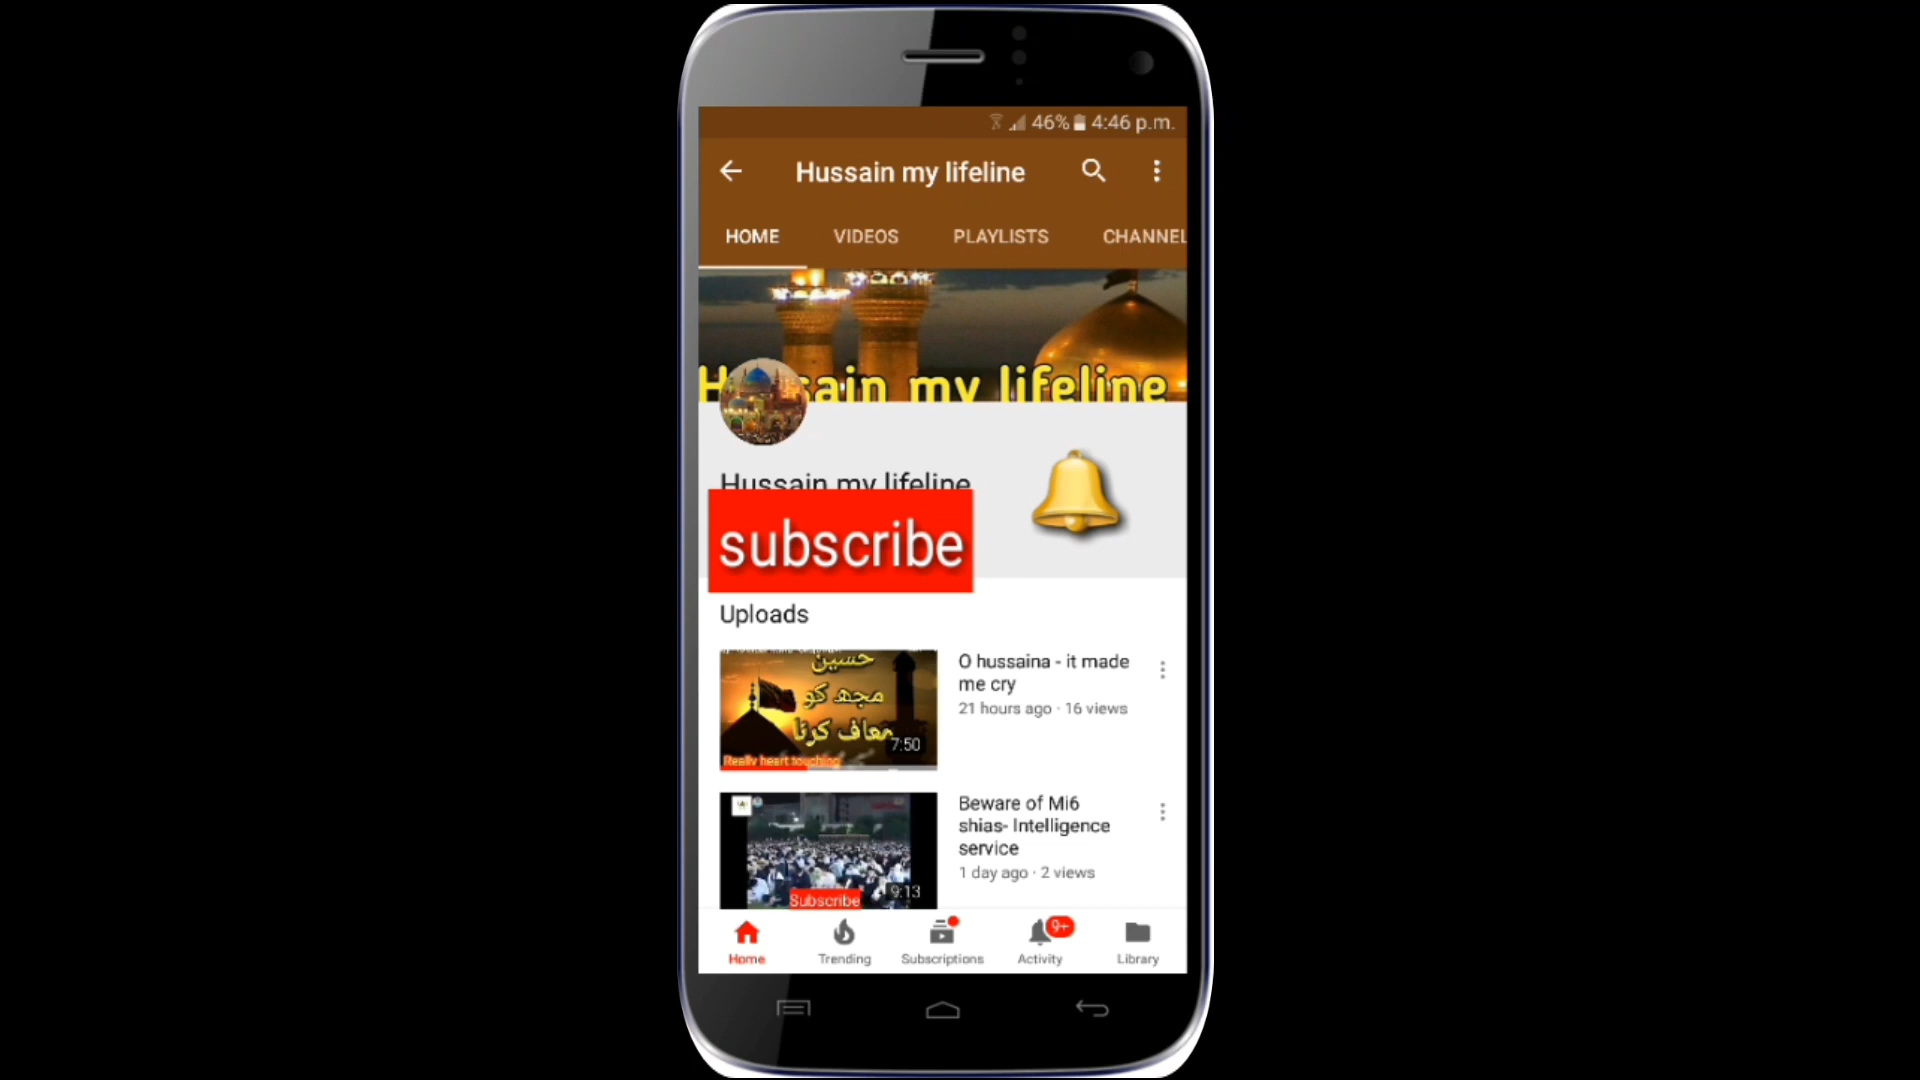 46% 4:46 p.m.
Hussain my lifeline
HOME VIDEOS PLAYLISTS CHANNEL
sain my lifeline
Hussain my lifeline
subscribe
Uploads
حسین
مجھ کو
معاف کرنا
7:50
Really heart touching
O hussaina - it made
me cry
21 hours ago · 16 views
Beware of Mi6
shias- Intelligence
service
1 day ago · 2 views
9:13
Subscribe
9+
Home Trending Subscriptions Activity Library